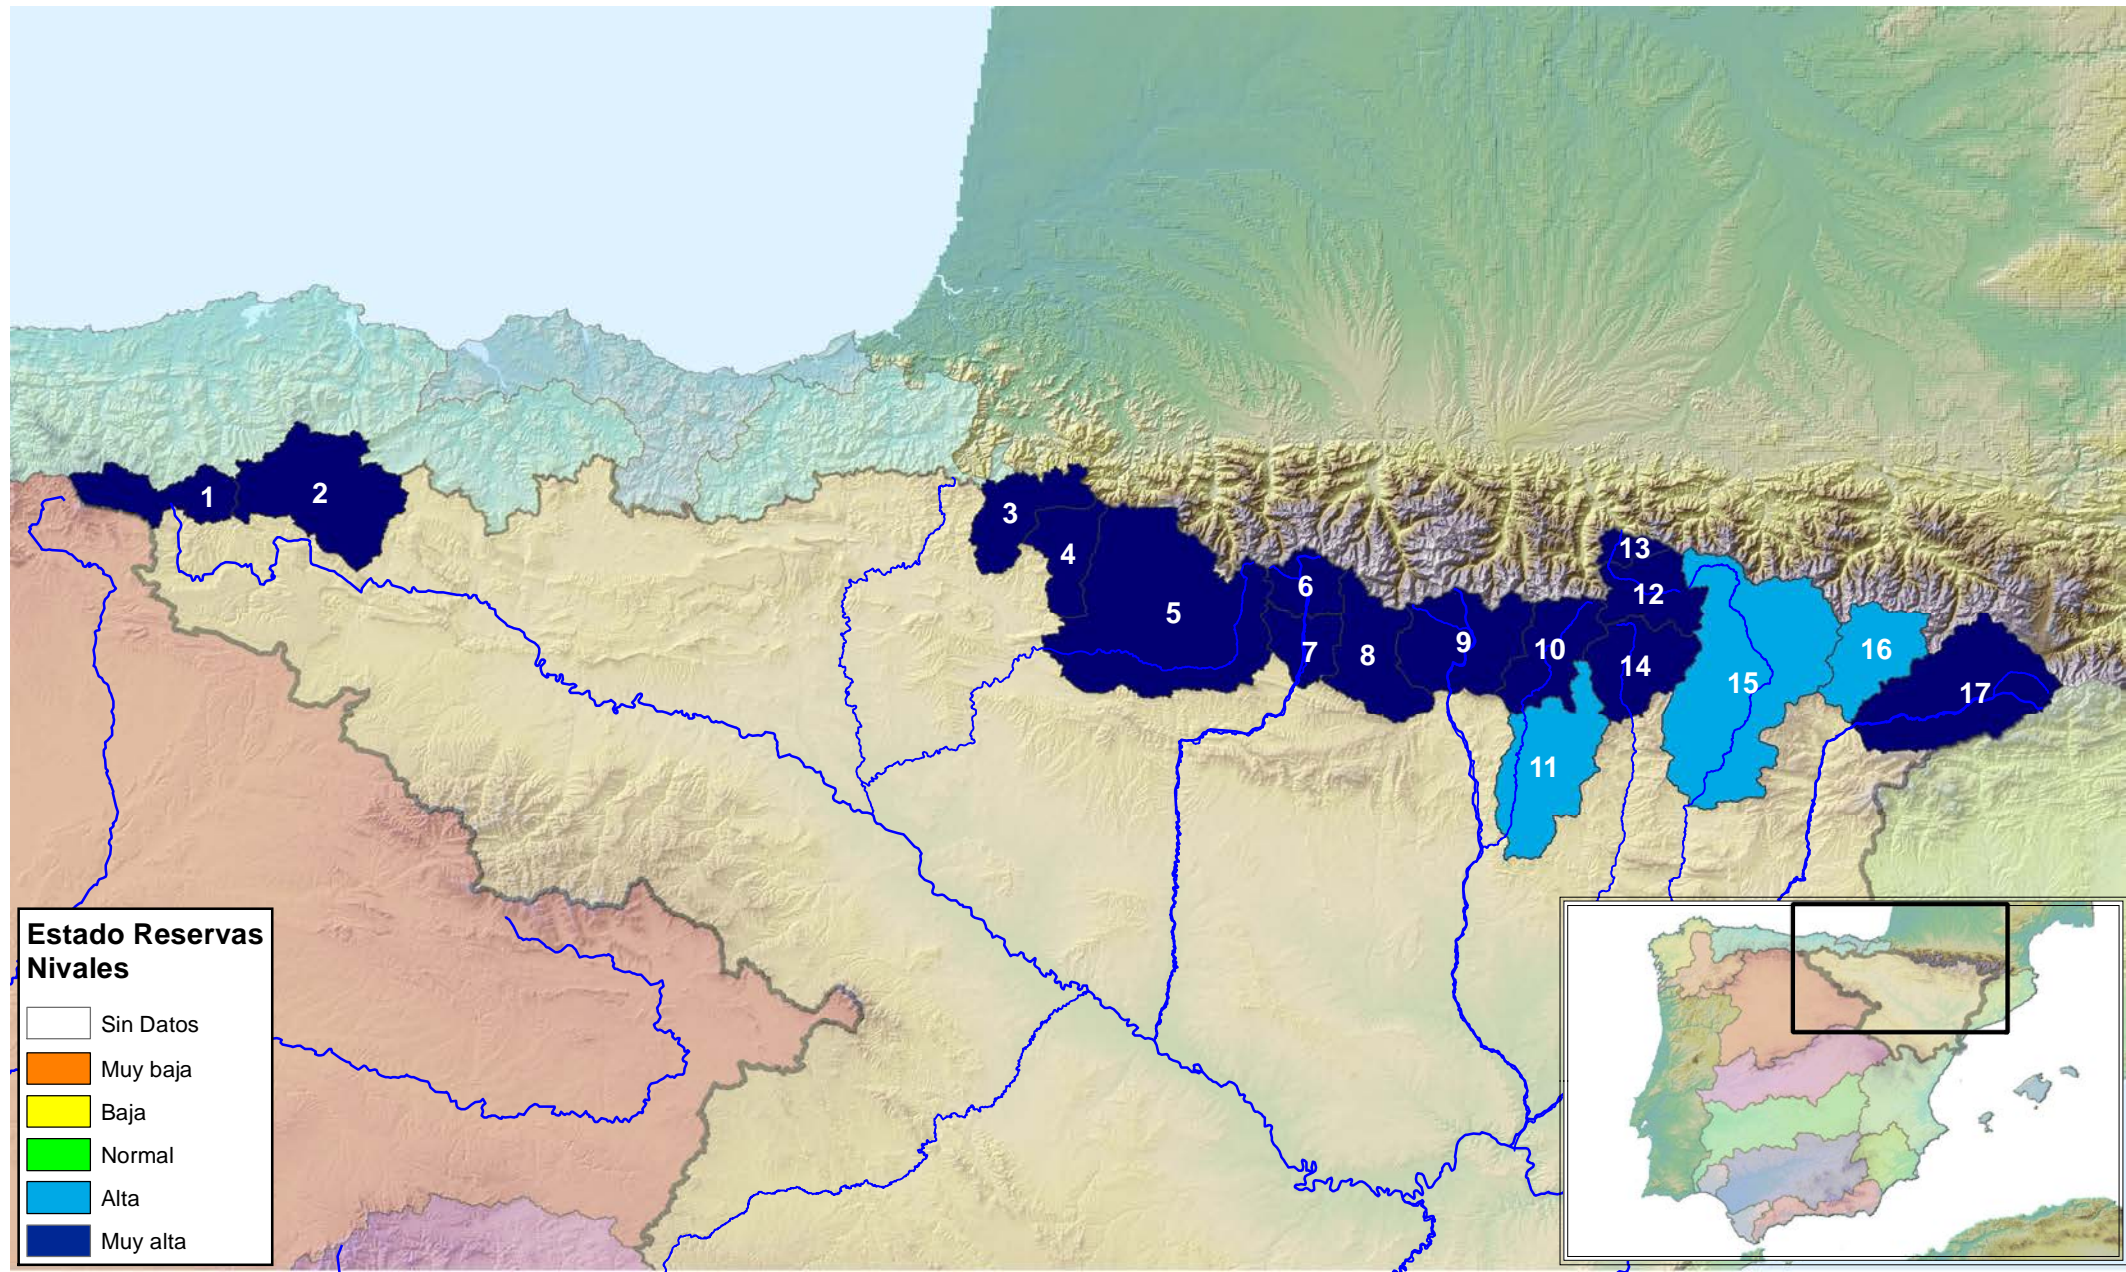 1
2
3
4
5
6
7
8
9
10
11
12
13
14
15
16
17
Estado Reservas
Nivales
Sin Datos
Muy baja
Baja
Normal
Alta
Muy alta